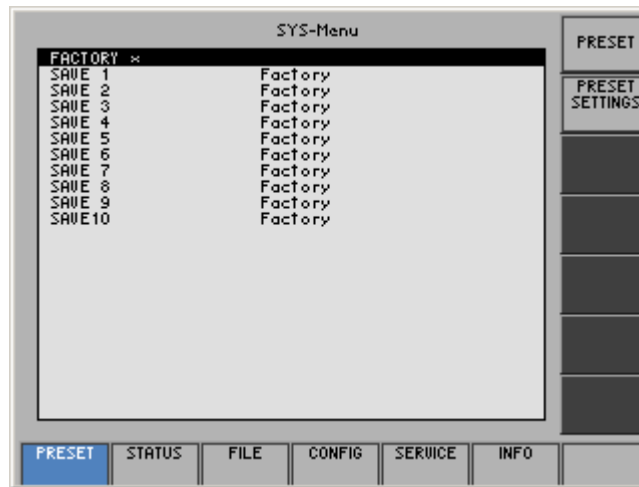 SYS-Menu
FACTORY *
SAVE 1 Factory
SAVE 2 Factory
SAVE 3 Factory
SAVE 4 Factory
SAVE 5 Factory
SAVE 6 Factory
SAVE 7 Factory
SAVE 8 Factory
SAVE 9 Factory
SAVE10 Factory
PRESET
PRESET
SETTINGS
PRESET STATUS FILE CONFIG SERVICE INFO